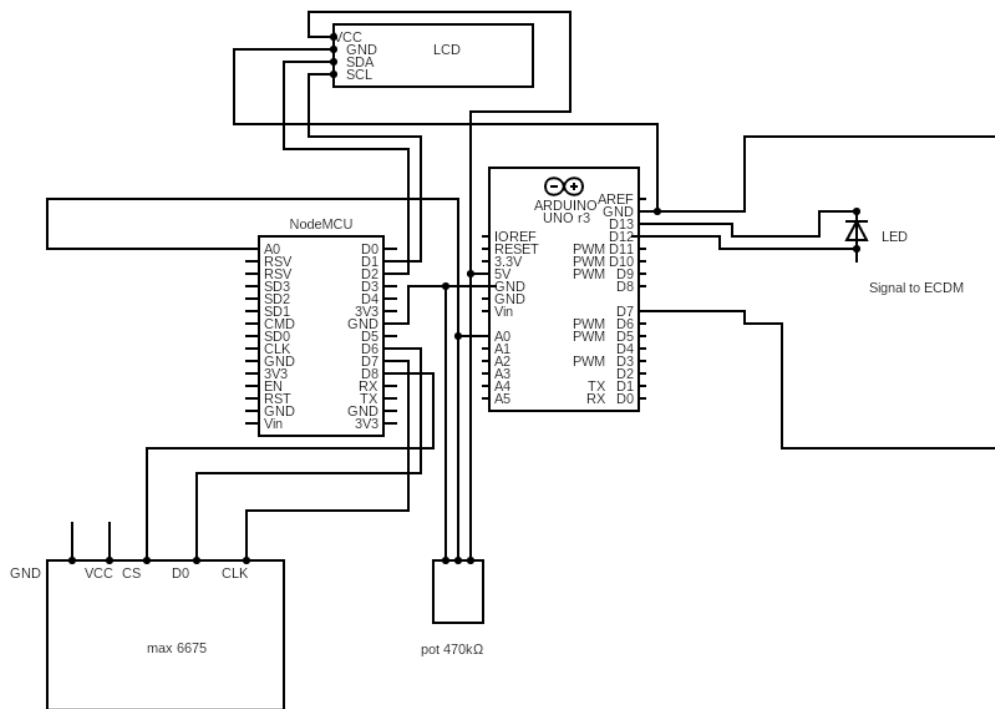 VCC
GND
SDA
SCL
LCD
NodeMCU
A0
RSV
RSV
SD3
SD2
SD1
CMD
SD0
CLK
GND
3V3
EN
RST
GND
Vin
D0
D1
D2
D3
D4
3V3
GND
D5
D6
D7
D8
RX
TX
GND
3V3
ARDUINO
UNO r3
IOREF
RESET
3.3V
5V
GND
GND
Vin
A0
A1
A2
A3
A4
A5
AREF
GND
D13
D12
PWM D11
PWM D10
PWM D9
D8
D7
PWM D6
PWM D5
D4
PWM D3
D2
TX D1
RX D0
LED
Signal to ECDM
GND
VCC
CS
D0
CLK
max 6675
pot 470kΩ